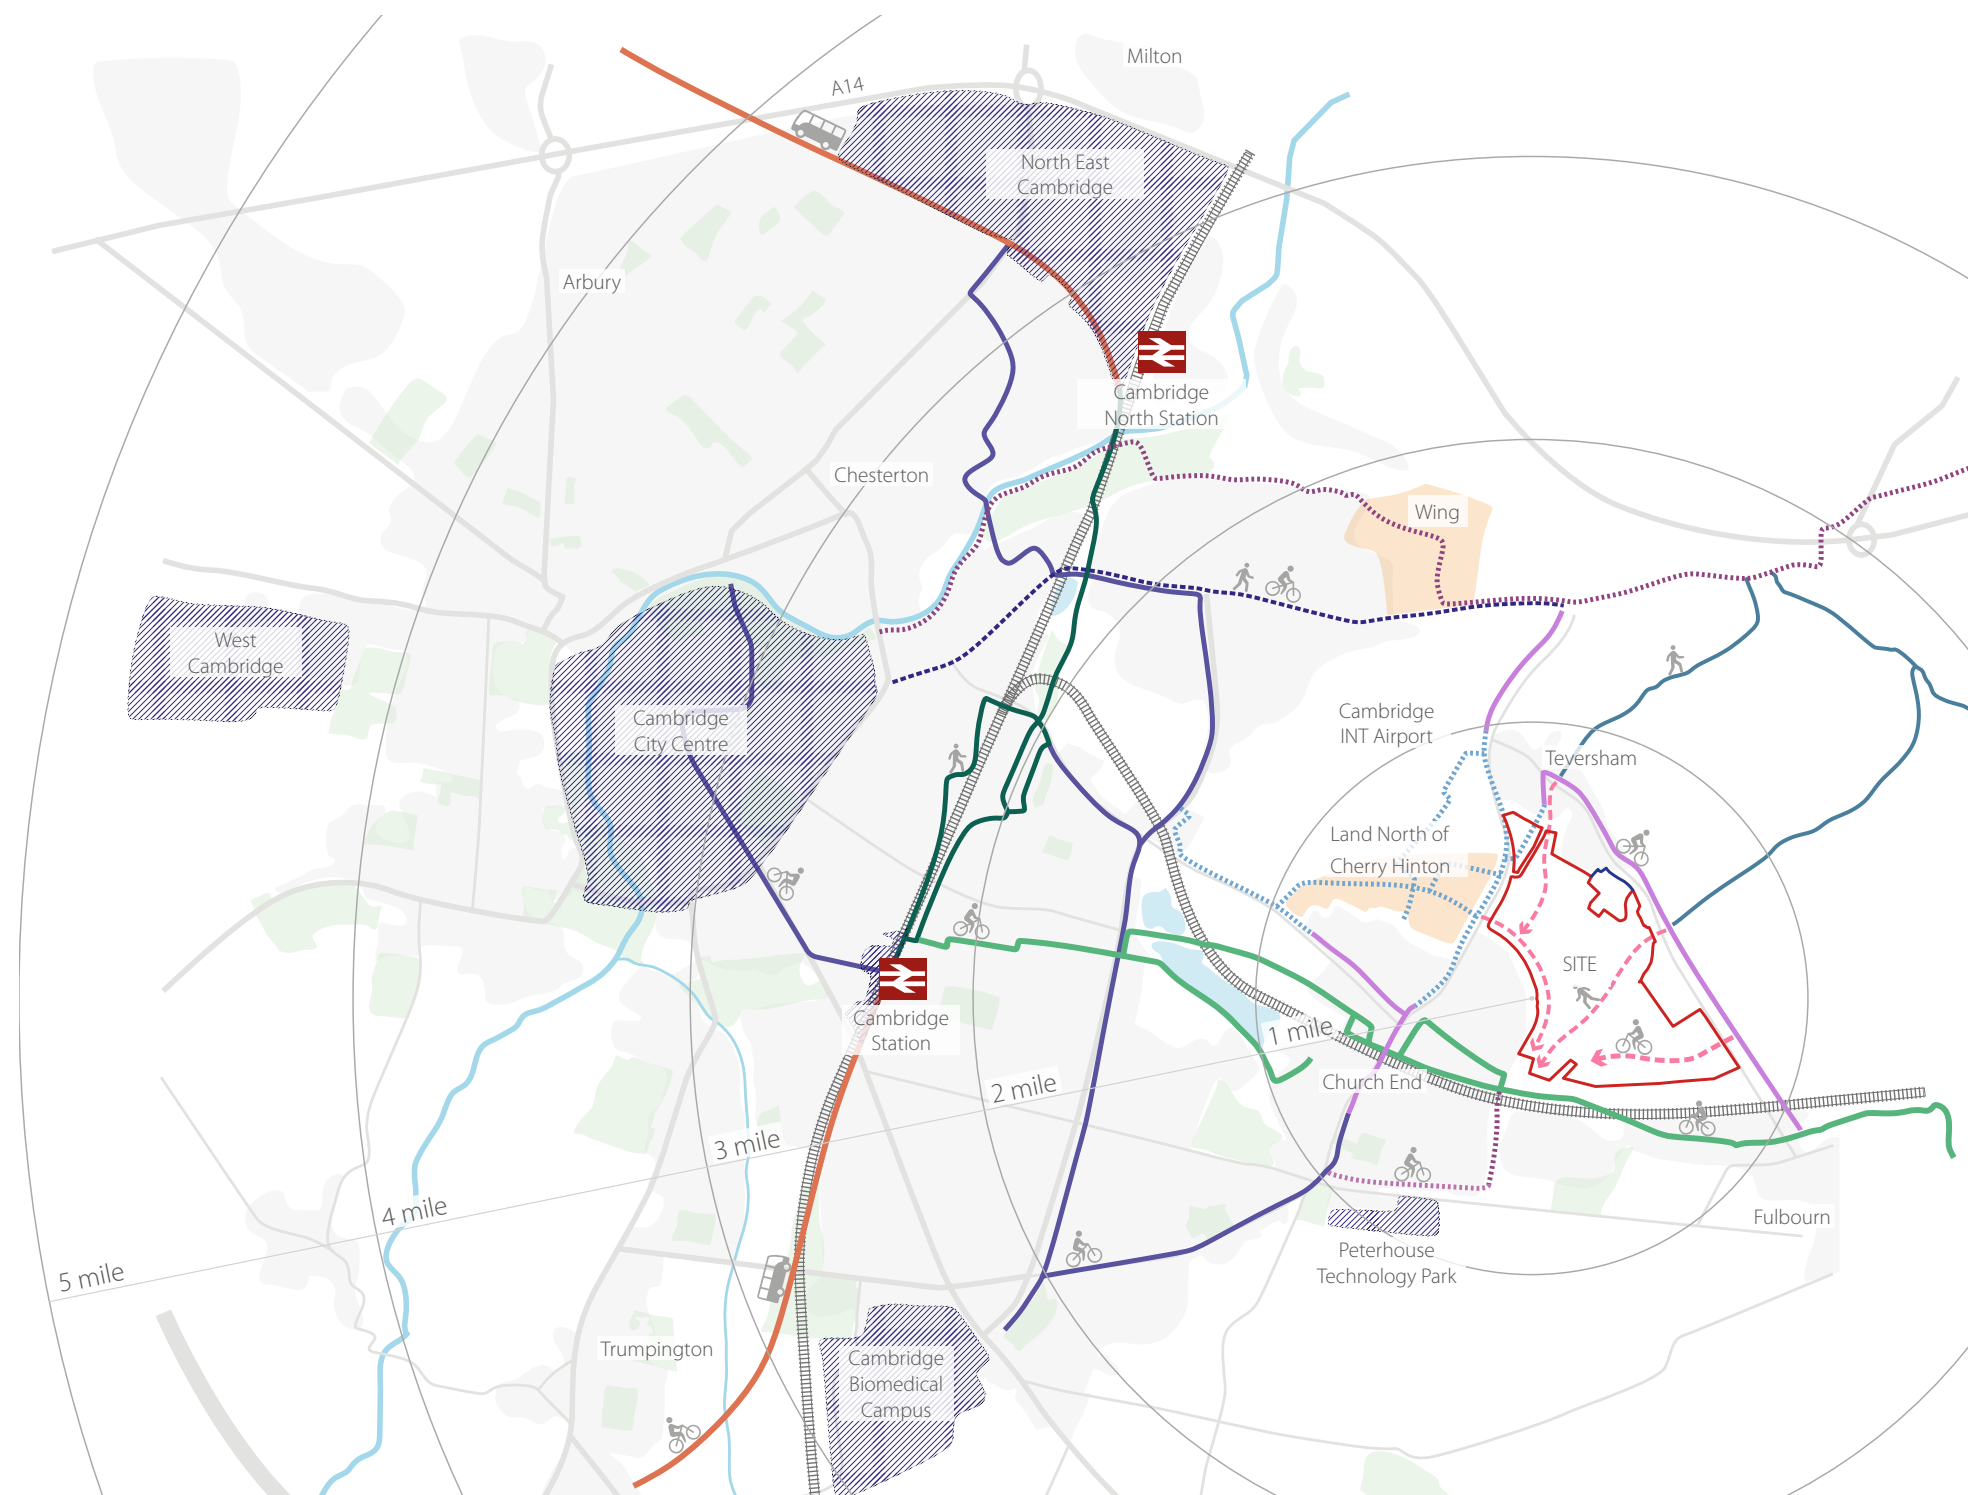 Milton
A14
North East
Cambridge
Arbury
Cambridge
North Station
Chesterton
Wing
West
Cambridge
Cambridge
City Centre
Cambridge
INT Airport
Teversham
Land North of
Cherry Hinton
SITE
Cambridge
Station
1 mile
Church End
2 mile
3 mile
4 mile
Fulbourn
Peterhouse
Technology Park
5 mile
Trumpington
Cambridge
Biomedical
Campus